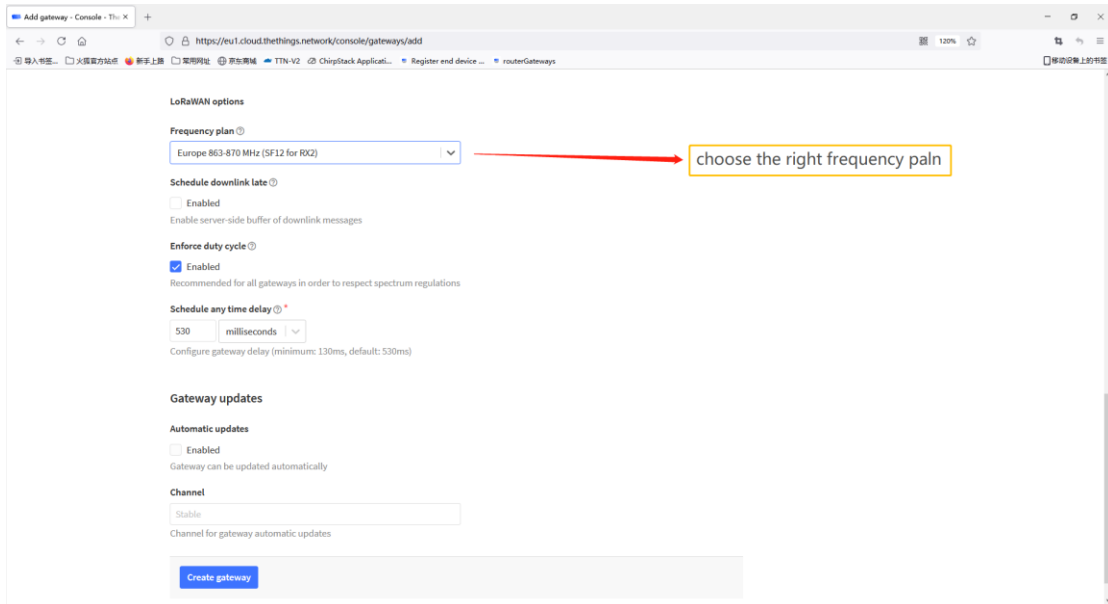 Add gateway - Console - The
https://eu1.cloud.thethings.network/console/gateways/add
120%
导入书签... 火狐官方站点 新手上路 常用网址 京东商城 TTN-V2 ChirpStack Applicati... Register end device ... routerGateways
移动设备上的书签
LoRaWAN options
Frequency plan
Europe 863-870 MHz (SF12 for RX2)
choose the right frequency paln
Schedule downlink late
Enabled
Enable server-side buffer of downlink messages
Enforce duty cycle
Enabled
Recommended for all gateways in order to respect spectrum regulations
Schedule any time delay *
530 milliseconds
Configure gateway delay (minimum: 130ms, default: 530ms)
Gateway updates
Automatic updates
Enabled
Gateway can be updated automatically
Channel
Stable
Channel for gateway automatic updates
Create gateway